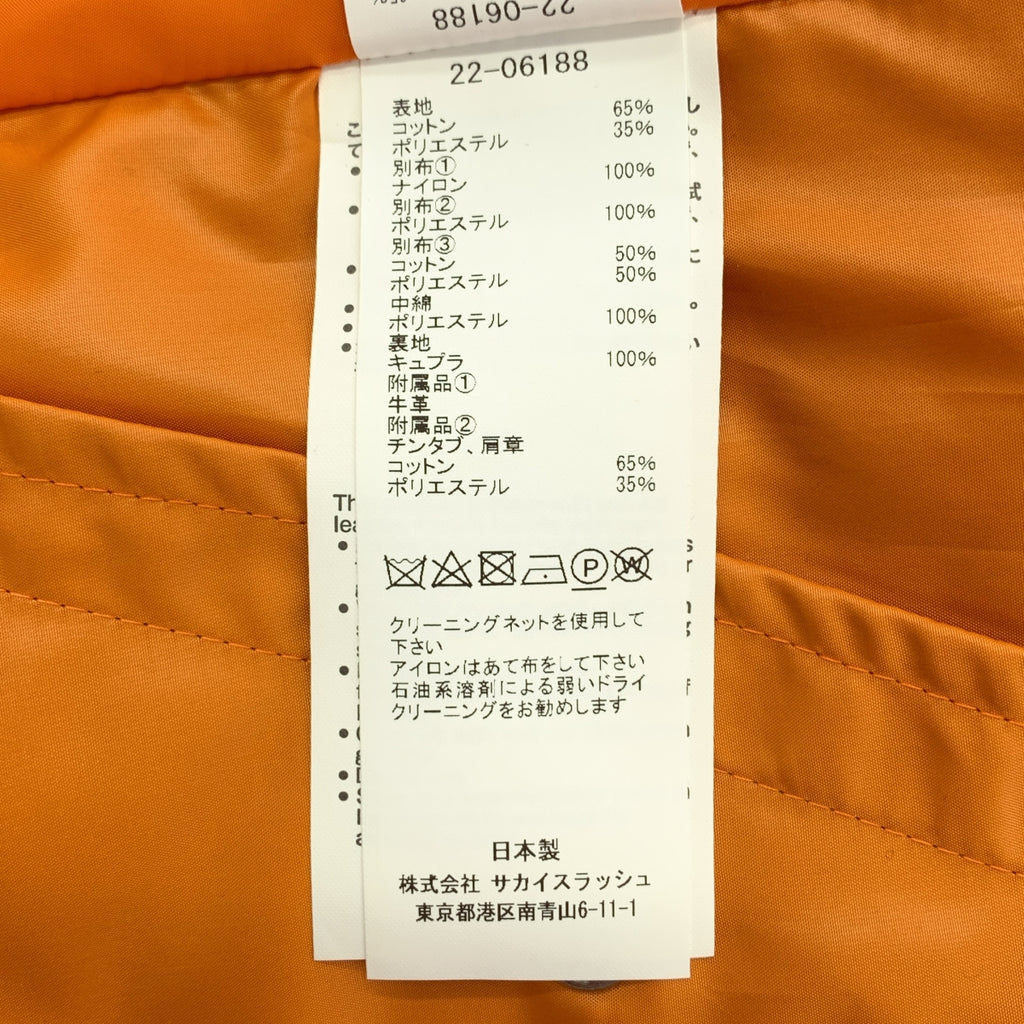 22-06188
22-06188
表地 65%
コットン 35%
ポリエステル
別布① 100%
ナイロン
別布② 100%
ポリエステル
別布③
コットン 50%
ポリエステル 50%
中綿
ポリエステル 100%
裏地
キュプラ 100%
附属品①
牛革
附属品②
チンタブ、肩章
コットン 65%
ポリエステル 35%
P
W
クリーニングネットを使用して
下さい
アイロンはあて布をして下さい
石油系溶剤による弱いドライ
クリーニングをお勧めします
日本製
株式会社 サカイスラッシュ
東京都港区南青山6-11-1